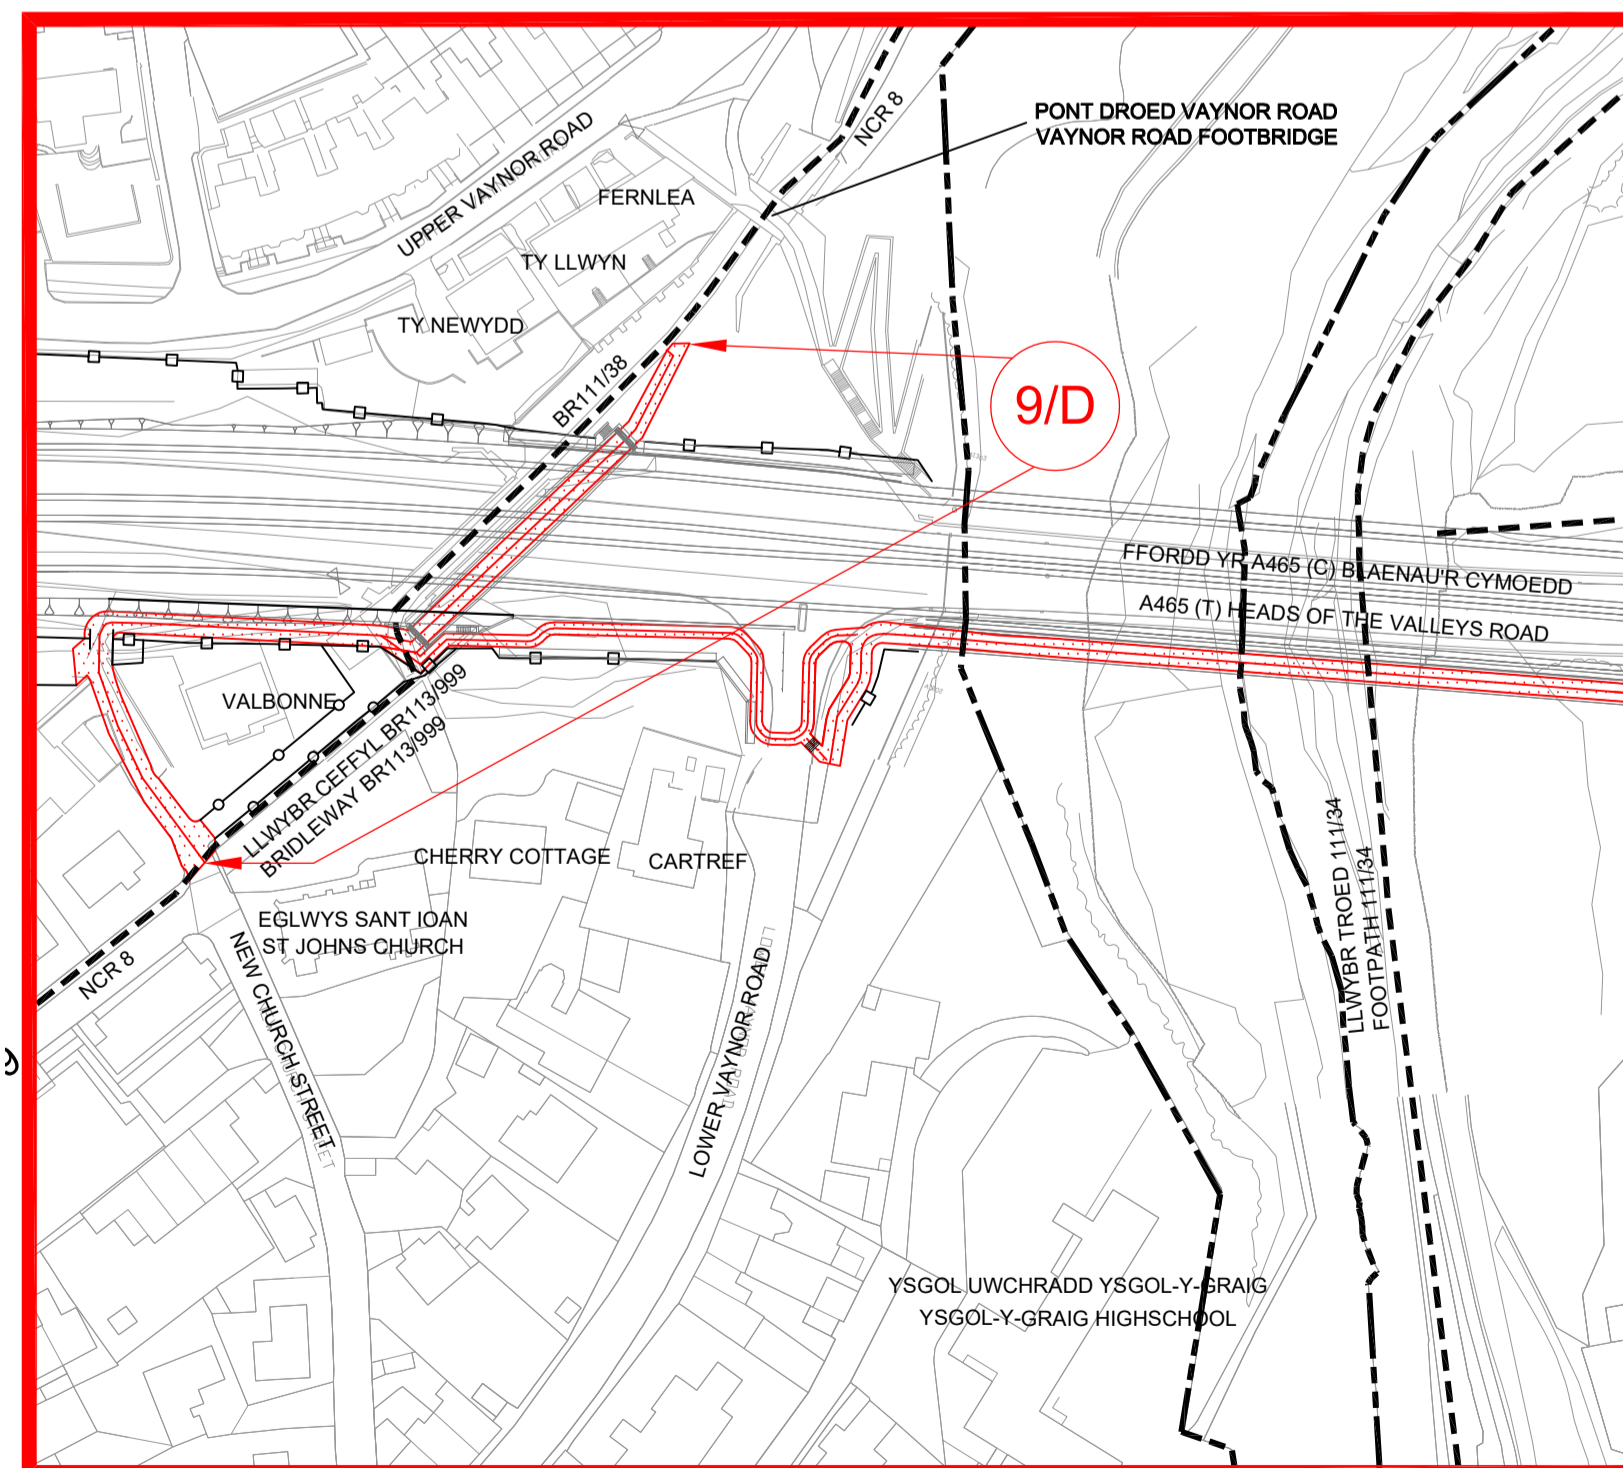 PONT DROED VAYNOR ROAD
VAYNOR ROAD FOOTBRIDGE
NCR 8
UPPER VAYNOR ROAD
FERNLEA
TY LLWYN
TY NEWYDD
BR111/38
9/D
FFORDD YR A465 (C) BLAENAU'R CYMOEDD
A465 (T) HEADS OF THE VALLEYS ROAD
VALBONNE
LLWYBR CEFFYL BR113/999
BRIDLEWAY BR113/999
CHERRY COTTAGE
CARTREF
EGLWYS SANT IOAN
ST JOHNS CHURCH
NCR 8
NEW CHURCH STREET
LOWER VAYNOR ROAD
LLWYBR TROED 111/34
FOOTPATH 111/34
YSGOL UWCHRADD YSGOL-Y-GRAIG
YSGOL-Y-GRAIG HIGHSCHOOL